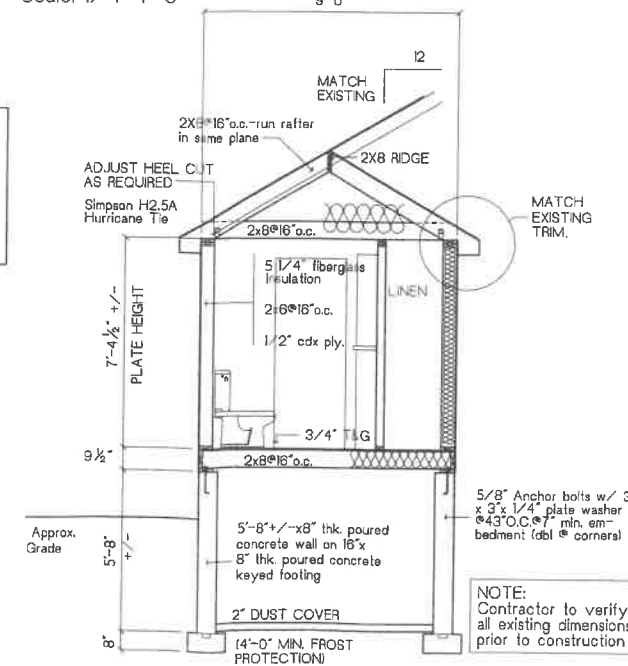 12
MATCH
EXISTING
2X8@16"o.c.-run rafter
in same plane
2X8 RIDGE
ADJUST HEEL CUT
AS REQUIRED
Simpson H2.5A
Hurricane Tie
MATCH
EXISTING
TRIM.
2x8@16"o.c.
5 1/4" fiberglass
Insulation
LINEN
2x6@16"o.c.
1/2" cdx ply.
7'-4½" +/-
PLATE HEIGHT
3/4" T&G
9½"
2x8@16"o.c.
5/8" Anchor bolts w/ 3
x 3"x 1/4" plate washer
@43"O.C.@7" min. em-
bedment (dbl @ corners)
Approx.
Grade
5'-8"
+/-
5'-8"+/-x8" thk. poured
concrete wall on 16"x
8" thk. poured concrete
keyed footing
2" DUST COVER
8"
(4'-0" MIN. FROST
PROTECTION)
NOTE:
Contractor to verify
all existing dimensions
prior to construction